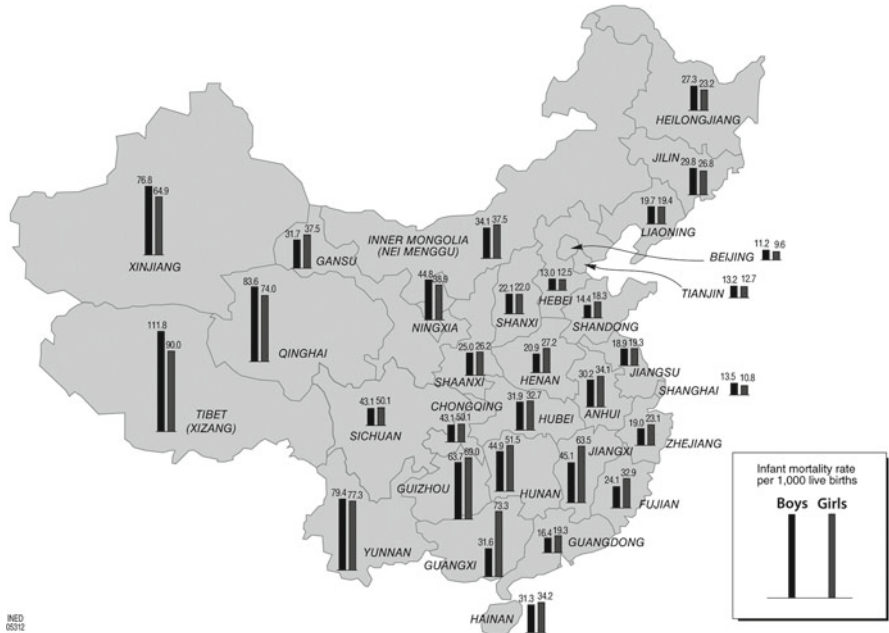 27.3 23.2
HEILONGJIANG
JILIN
29.8 26.8
19.7 19.4
LIAONING
76.8
64.9
XINJIANG
31.7 37.5
GANSU
INNER MONGOLIA
(NEI MENGGU)
34.1 37.5
BEIJING 11.2 9.6
TIANJIN 13.2 12.7
13.0 12.5
HEBEI
83.6
74.0
QINGHAI
44.8 38.9
NINGXIA
22.1 22.0
SHANXI
14.4 18.3
SHANDONG
111.8
90.0
TIBET
(XIZANG)
25.0 26.2
SHAANXI
20.9 27.2
HENAN
18.9 19.3
JIANGSU
SHANGHAI 13.5 10.8
30.2 34.1
ANHUI
43.1 50.1
SICHUAN
CHONGQING
43.1 50.1
31.9 32.7
HUBEI
19.0 23.1
ZHEJIANG
63.7 69.0
GUIZHOU
44.9 51.5
HUNAN
45.1 63.5
JIANGXI
24.1 32.9
FUJIAN
79.4 77.3
YUNNAN
31.6 73.3
GUANGXI
16.4 19.3
GUANGDONG
31.3 34.2
HAINAN
Infant mortality rate
per 1,000 live births
Boys Girls
INED
05312